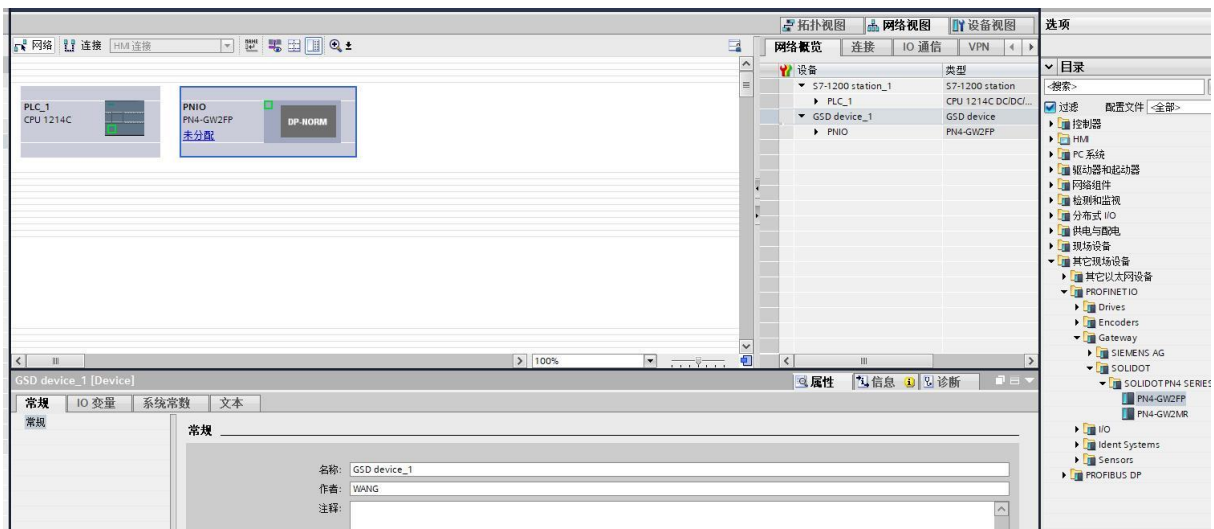 拓扑视图 网络视图 设备视图 选项
网络 连接 HMI 连接
网络概览 连接 IO 通信 VPN
目录
设备 类型
<搜索>
S7-1200 station_1 S7-1200 station
PLC_1 CPU 1214C DC/DC/...
GSD device_1 GSD device
PNIO PN4-GW2FP
过滤 配置文件 <全部>
PLC_1
CPU 1214C
PNIO
PN4-GW2FP
未分配
DP-NORM
控制器
HMI
PC 系统
驱动器和起动器
网络组件
检测和监视
分布式 I/O
供电与配电
现场设备
其它现场设备
其它以太网设备
PROFINET IO
Drives
Encoders
Gateway
SIEMENS AG
SOLIDOT
SOLIDOT PN4 SERIES
PN4-GW2FP
PN4-GW2MR
I/O
Ident Systems
Sensors
PROFIBUS DP
100%
GSD device_1 [Device]
属性 信息 诊断
常规 IO 变量 系统常数 文本
常规
常规
名称: GSD device_1
作者: WANG
注释: